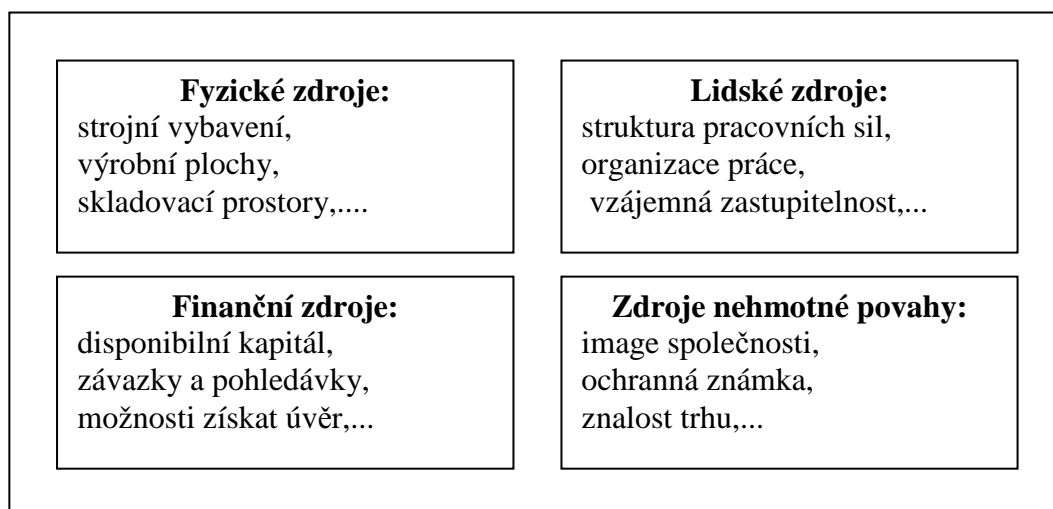 Fyzické zdroje:
strojní vybavení,
výrobní plochy,
skladovací prostory,....
Lidské zdroje:
struktura pracovních sil,
organizace práce,
vzájemná zastupitelnost,...
Finanční zdroje:
disponibilní kapitál,
závazky a pohledávky,
možnosti získat úvěr,...
Zdroje nehmotné povahy:
image společnosti,
ochranná známka,
znalost trhu,...